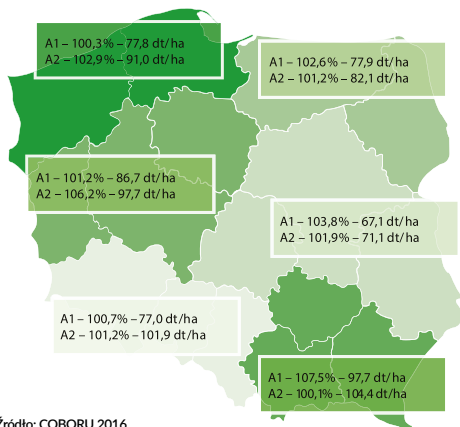 A1 – 100,3% – 77,8 dt/ha
A2 – 102,9% – 91,0 dt/ha
A1 – 102,6% – 77,9 dt/ha
A2 – 101,2% – 82,1 dt/ha
A1 – 101,2% – 86,7 dt/ha
A2 – 106,2% – 97,7 dt/ha
A1 – 103,8% – 67,1 dt/ha
A2 – 101,9% – 71,1 dt/ha
A1 – 100,7% – 77,0 dt/ha
A2 – 101,2% – 101,9 dt/ha
A1 – 107,5% – 97,7 dt/ha
A2 – 100,1% – 104,4 dt/ha
Źródło: COBORU 2016